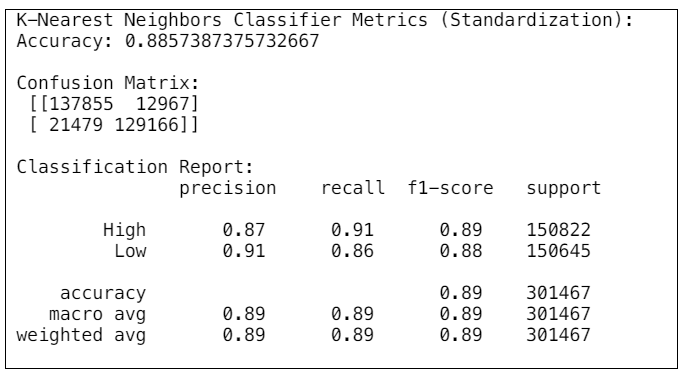 K-Nearest Neighbors Classifier Metrics (Standardization):
Accuracy: 0.8857387375732667
Confusion Matrix:
[[137855 12967]
[ 21479 129166]]
Classification Report:
precision recall f1-score support
High 0.87 0.91 0.89 150822
Low 0.91 0.86 0.88 150645
accuracy 0.89 301467
macro avg 0.89 0.89 0.89 301467
weighted avg 0.89 0.89 0.89 301467